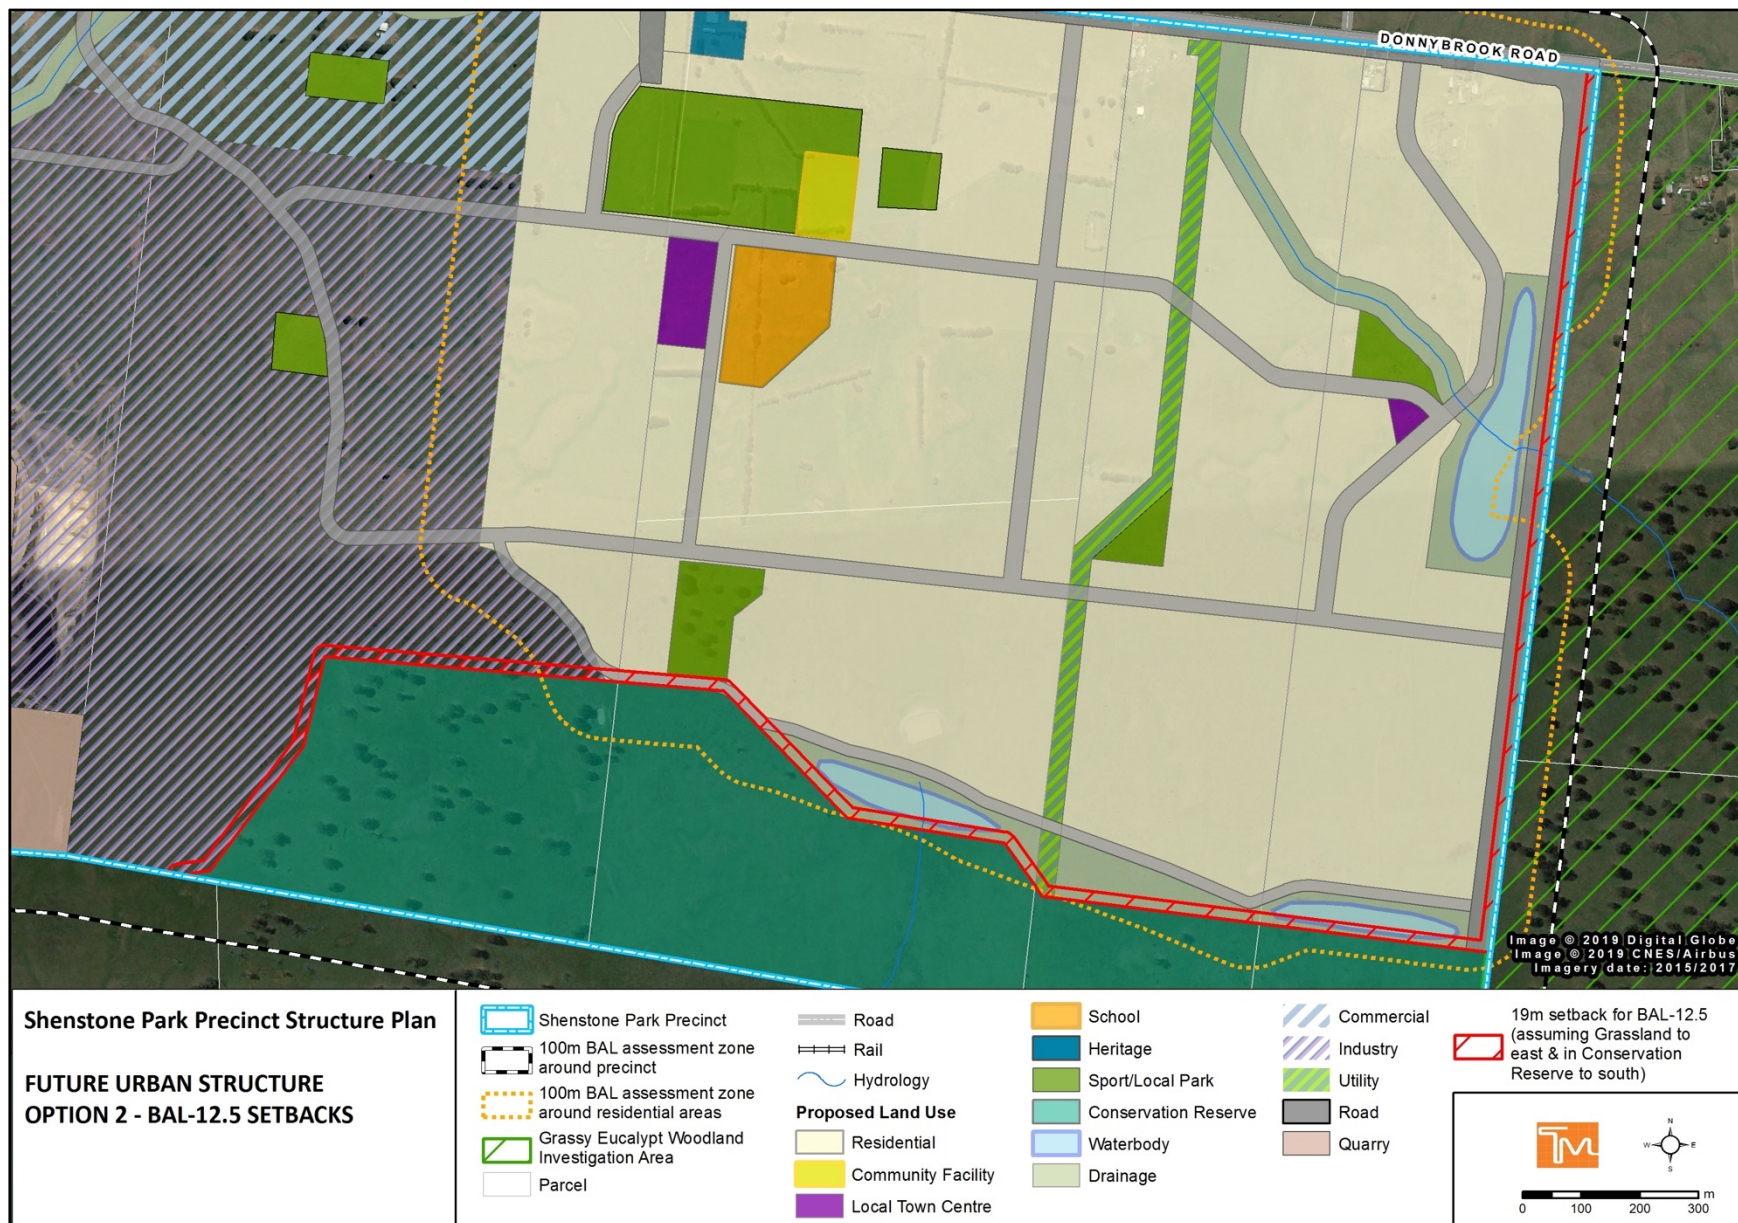 DONNYBROOK ROAD
Image © 2019 Digital Globe
Image © 2019 CNES/Airbus
Imagery date: 2015/2017
Shenstone Park Precinct Structure Plan
FUTURE URBAN STRUCTURE
OPTION 2 - BAL-12.5 SETBACKS
Shenstone Park Precinct
100m BAL assessment zone
around precinct
100m BAL assessment zone
around residential areas
Grassy Eucalypt Woodland
Investigation Area
Parcel
Road
Rail
Hydrology
Proposed Land Use
Residential
Community Facility
Local Town Centre
School
Heritage
Sport/Local Park
Conservation Reserve
Waterbody
Drainage
Commercial
Industry
Utility
Road
Quarry
19m setback for BAL-12.5
(assuming Grassland to
east & in Conservation
Reserve to south)
TM
N
W E
S
m
0 100 200 300